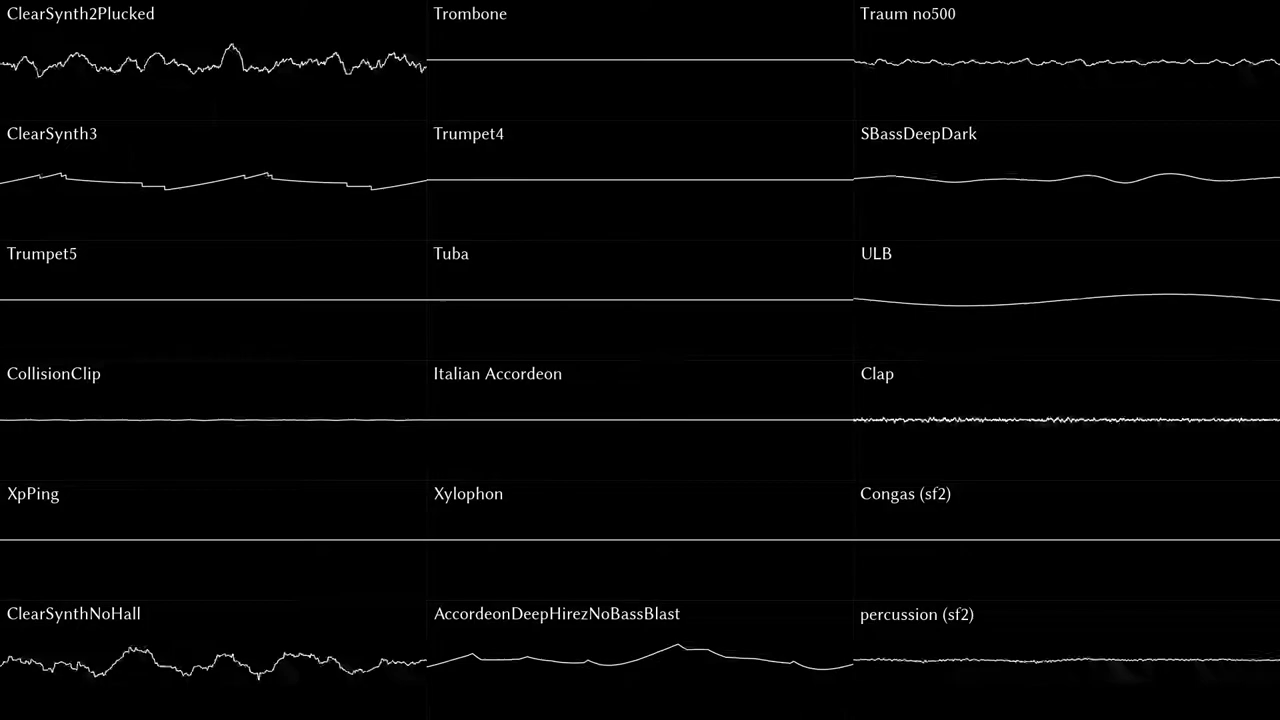 ClearSynth2Plucked
Trombone
Traum no500
ClearSynth3
Trumpet4
SBassDeepDark
Trumpet5
Tuba
ULB
CollisionClip
Italian Accordeon
Clap
XpPing
Xylophon
Congas (sf2)
ClearSynthNoHall
AccordeonDeepHirezNoBassBlast
percussion (sf2)